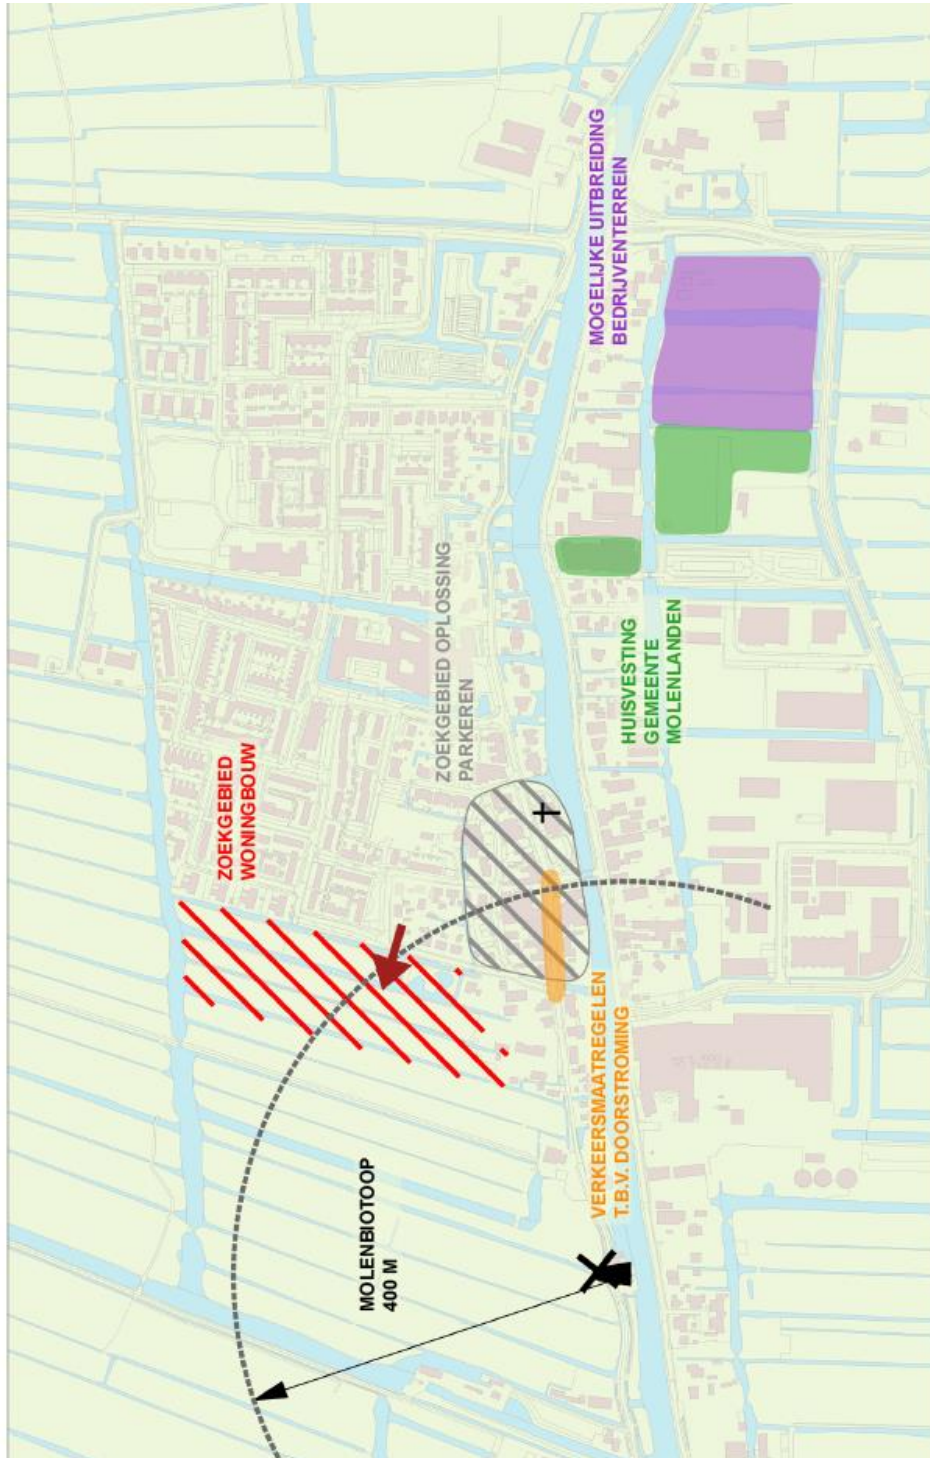 MOLENBIOTOOP
400 M
ZOEKGEBIED
WONINGBOUW
ZOEKGEBIED OPLOSSING
PARKEREN
VERKEERSMAATREGELEN
T.B.V. DOORSTROMING
HUISVESTING
GEMEENTE
MOLENLANDEN
MOGELIJKE UITBREIDING
BEDRIJVENTERREIN